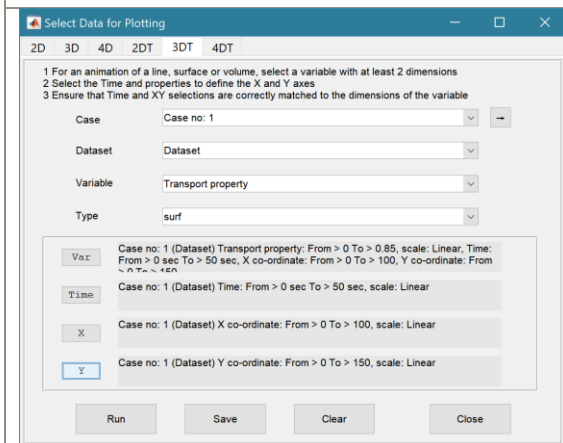 Select Data for Plotting
2D 3D 4D 2DT 3DT 4DT
1 For an animation of a line, surface or volume, select a variable with at least 2 dimensions
2 Select the Time and properties to define the X and Y axes
3 Ensure that Time and XY selections are correctly matched to the dimensions of the variable
Case Case no: 1 →
Dataset Dataset
Variable Transport property
Type surf
Var Case no: 1 (Dataset) Transport property: From > 0 To > 0.85, scale: Linear, Time:
From > 0 sec To > 50 sec, X co-ordinate: From > 0 To > 100, Y co-ordinate: From
> 0 To > 150
Time Case no: 1 (Dataset) Time: From > 0 sec To > 50 sec, scale: Linear
X Case no: 1 (Dataset) X co-ordinate: From > 0 To > 100, scale: Linear
Y Case no: 1 (Dataset) Y co-ordinate: From > 0 To > 150, scale: Linear
Run Save Clear Close